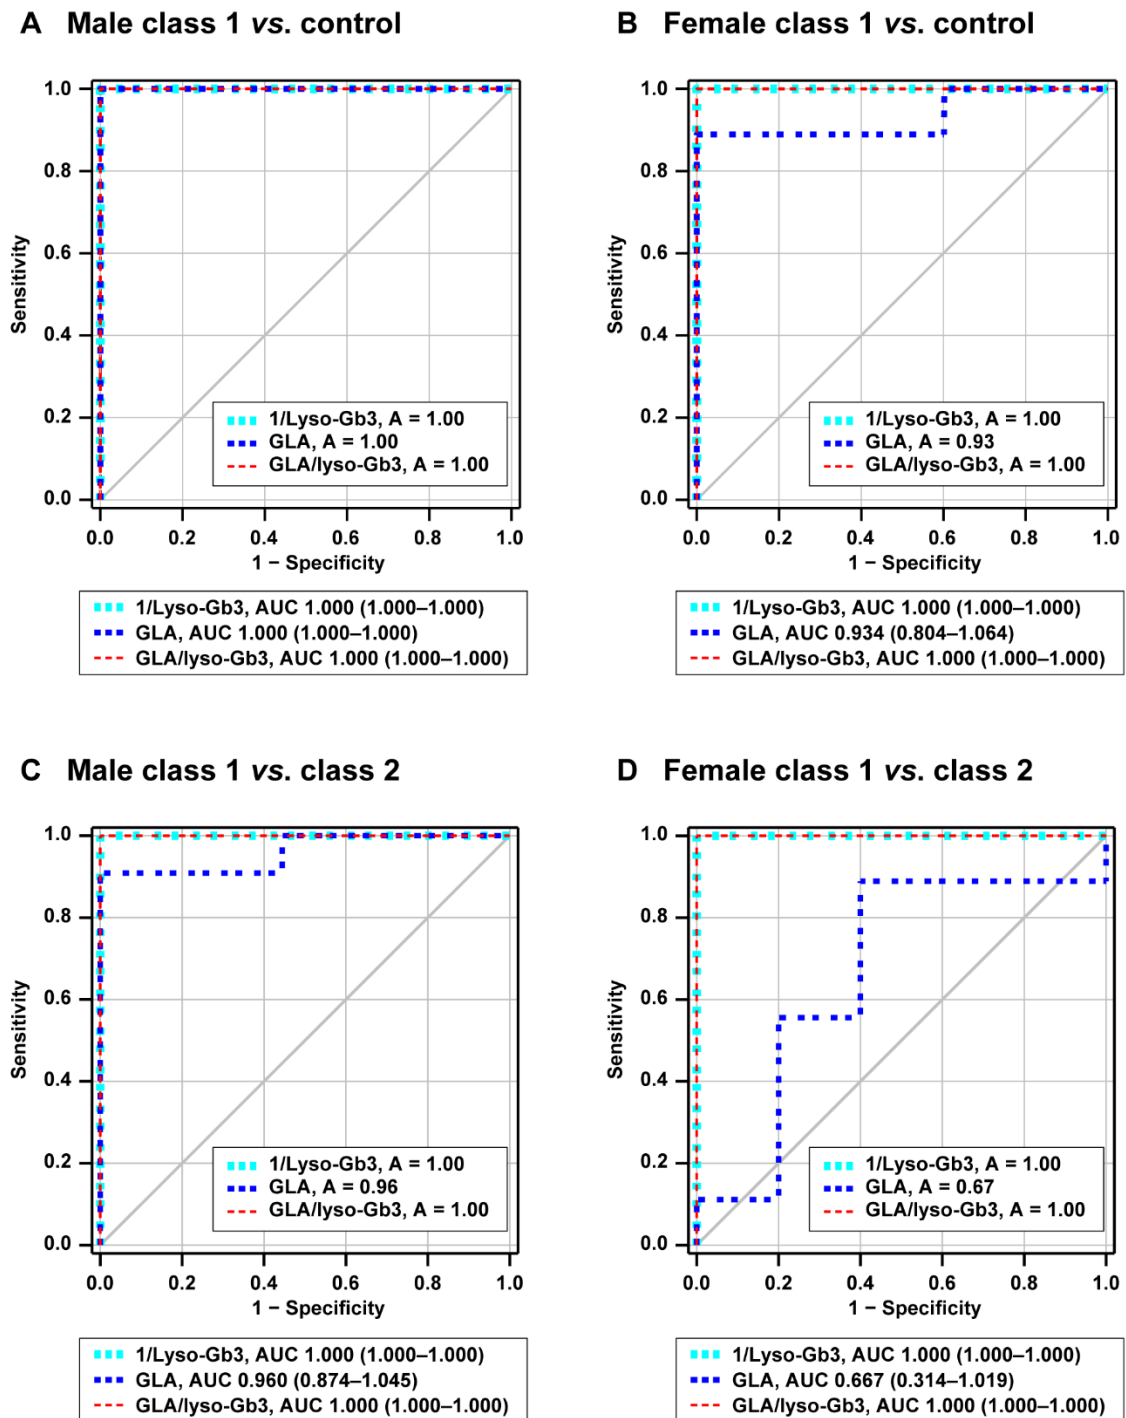 A Male class 1 vs. control
1.0
0.8
0.6
0.4
0.2
0.0
Sensitivity
1/Lyso-Gb3, A = 1.00
GLA, A = 1.00
GLA/lyso-Gb3, A = 1.00
0.0 0.2 0.4 0.6 0.8 1.0
1 − Specificity
1/Lyso-Gb3, AUC 1.000 (1.000–1.000)
GLA, AUC 1.000 (1.000–1.000)
GLA/lyso-Gb3, AUC 1.000 (1.000–1.000)
B Female class 1 vs. control
1.0
0.8
0.6
0.4
0.2
0.0
Sensitivity
1/Lyso-Gb3, A = 1.00
GLA, A = 0.93
GLA/lyso-Gb3, A = 1.00
0.0 0.2 0.4 0.6 0.8 1.0
1 − Specificity
1/Lyso-Gb3, AUC 1.000 (1.000–1.000)
GLA, AUC 0.934 (0.804–1.064)
GLA/lyso-Gb3, AUC 1.000 (1.000–1.000)
C Male class 1 vs. class 2
1.0
0.8
0.6
0.4
0.2
0.0
Sensitivity
1/Lyso-Gb3, A = 1.00
GLA, A = 0.96
GLA/lyso-Gb3, A = 1.00
0.0 0.2 0.4 0.6 0.8 1.0
1 − Specificity
1/Lyso-Gb3, AUC 1.000 (1.000–1.000)
GLA, AUC 0.960 (0.874–1.045)
GLA/lyso-Gb3, AUC 1.000 (1.000–1.000)
D Female class 1 vs. class 2
1.0
0.8
0.6
0.4
0.2
0.0
Sensitivity
1/Lyso-Gb3, A = 1.00
GLA, A = 0.67
GLA/lyso-Gb3, A = 1.00
0.0 0.2 0.4 0.6 0.8 1.0
1 − Specificity
1/Lyso-Gb3, AUC 1.000 (1.000–1.000)
GLA, AUC 0.667 (0.314–1.019)
GLA/lyso-Gb3, AUC 1.000 (1.000–1.000)